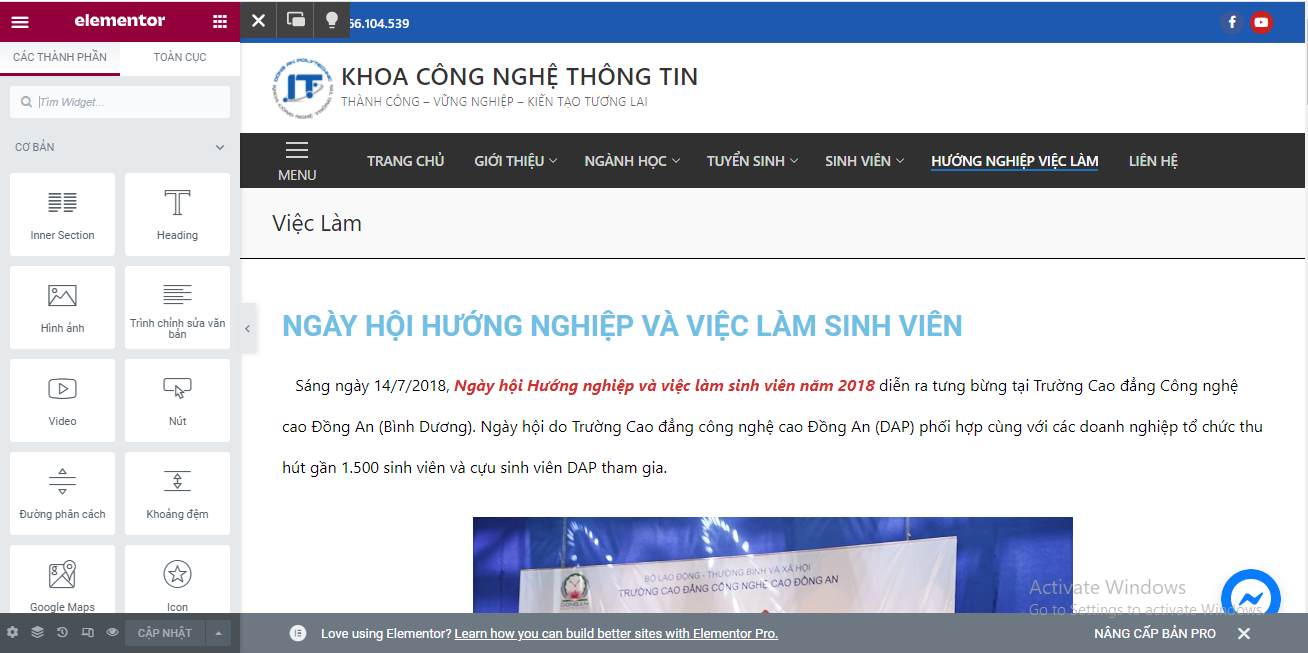 elementor
CÁC THÀNH PHẦN
TOÀN CỤC
Tìm Widget...
CƠ BẢN
Inner Section
Heading
Hình ảnh
Trình chỉnh sửa văn
bản
Video
Nút
Đường phân cách
Khoảng đệm
Google Maps
Icon
CẬP NHẬT
66.104.539
KHOA CÔNG NGHỆ THÔNG TIN
THÀNH CÔNG – VỮNG NGHIỆP – KIẾN TẠO TƯƠNG LAI
MENU
TRANG CHỦ
GIỚI THIỆU
NGÀNH HỌC
TUYỂN SINH
SINH VIÊN
HƯỚNG NGHIỆP VIỆC LÀM
LIÊN HỆ
Việc Làm
NGÀY HỘI HƯỚNG NGHIỆP VÀ VIỆC LÀM SINH VIÊN
Sáng ngày 14/7/2018, Ngày hội Hướng nghiệp và việc làm sinh viên năm 2018 diễn ra tưng bừng tại Trường Cao đẳng Công nghệ
cao Đồng An (Bình Dương). Ngày hội do Trường Cao đẳng công nghệ cao Đồng An (DAP) phối hợp cùng với các doanh nghiệp tổ chức thu
hút gần 1.500 sinh viên và cựu sinh viên DAP tham gia.
BỘ LAO ĐỘNG - THƯƠNG BINH VÀ XÃ HỘI
TRƯỜNG CAO ĐẲNG CÔNG NGHỆ CAO ĐỒNG AN
Activate Windows
Go to Settings to activate Windows.
Love using Elementor? Learn how you can build better sites with Elementor Pro.
NÂNG CẤP BẢN PRO